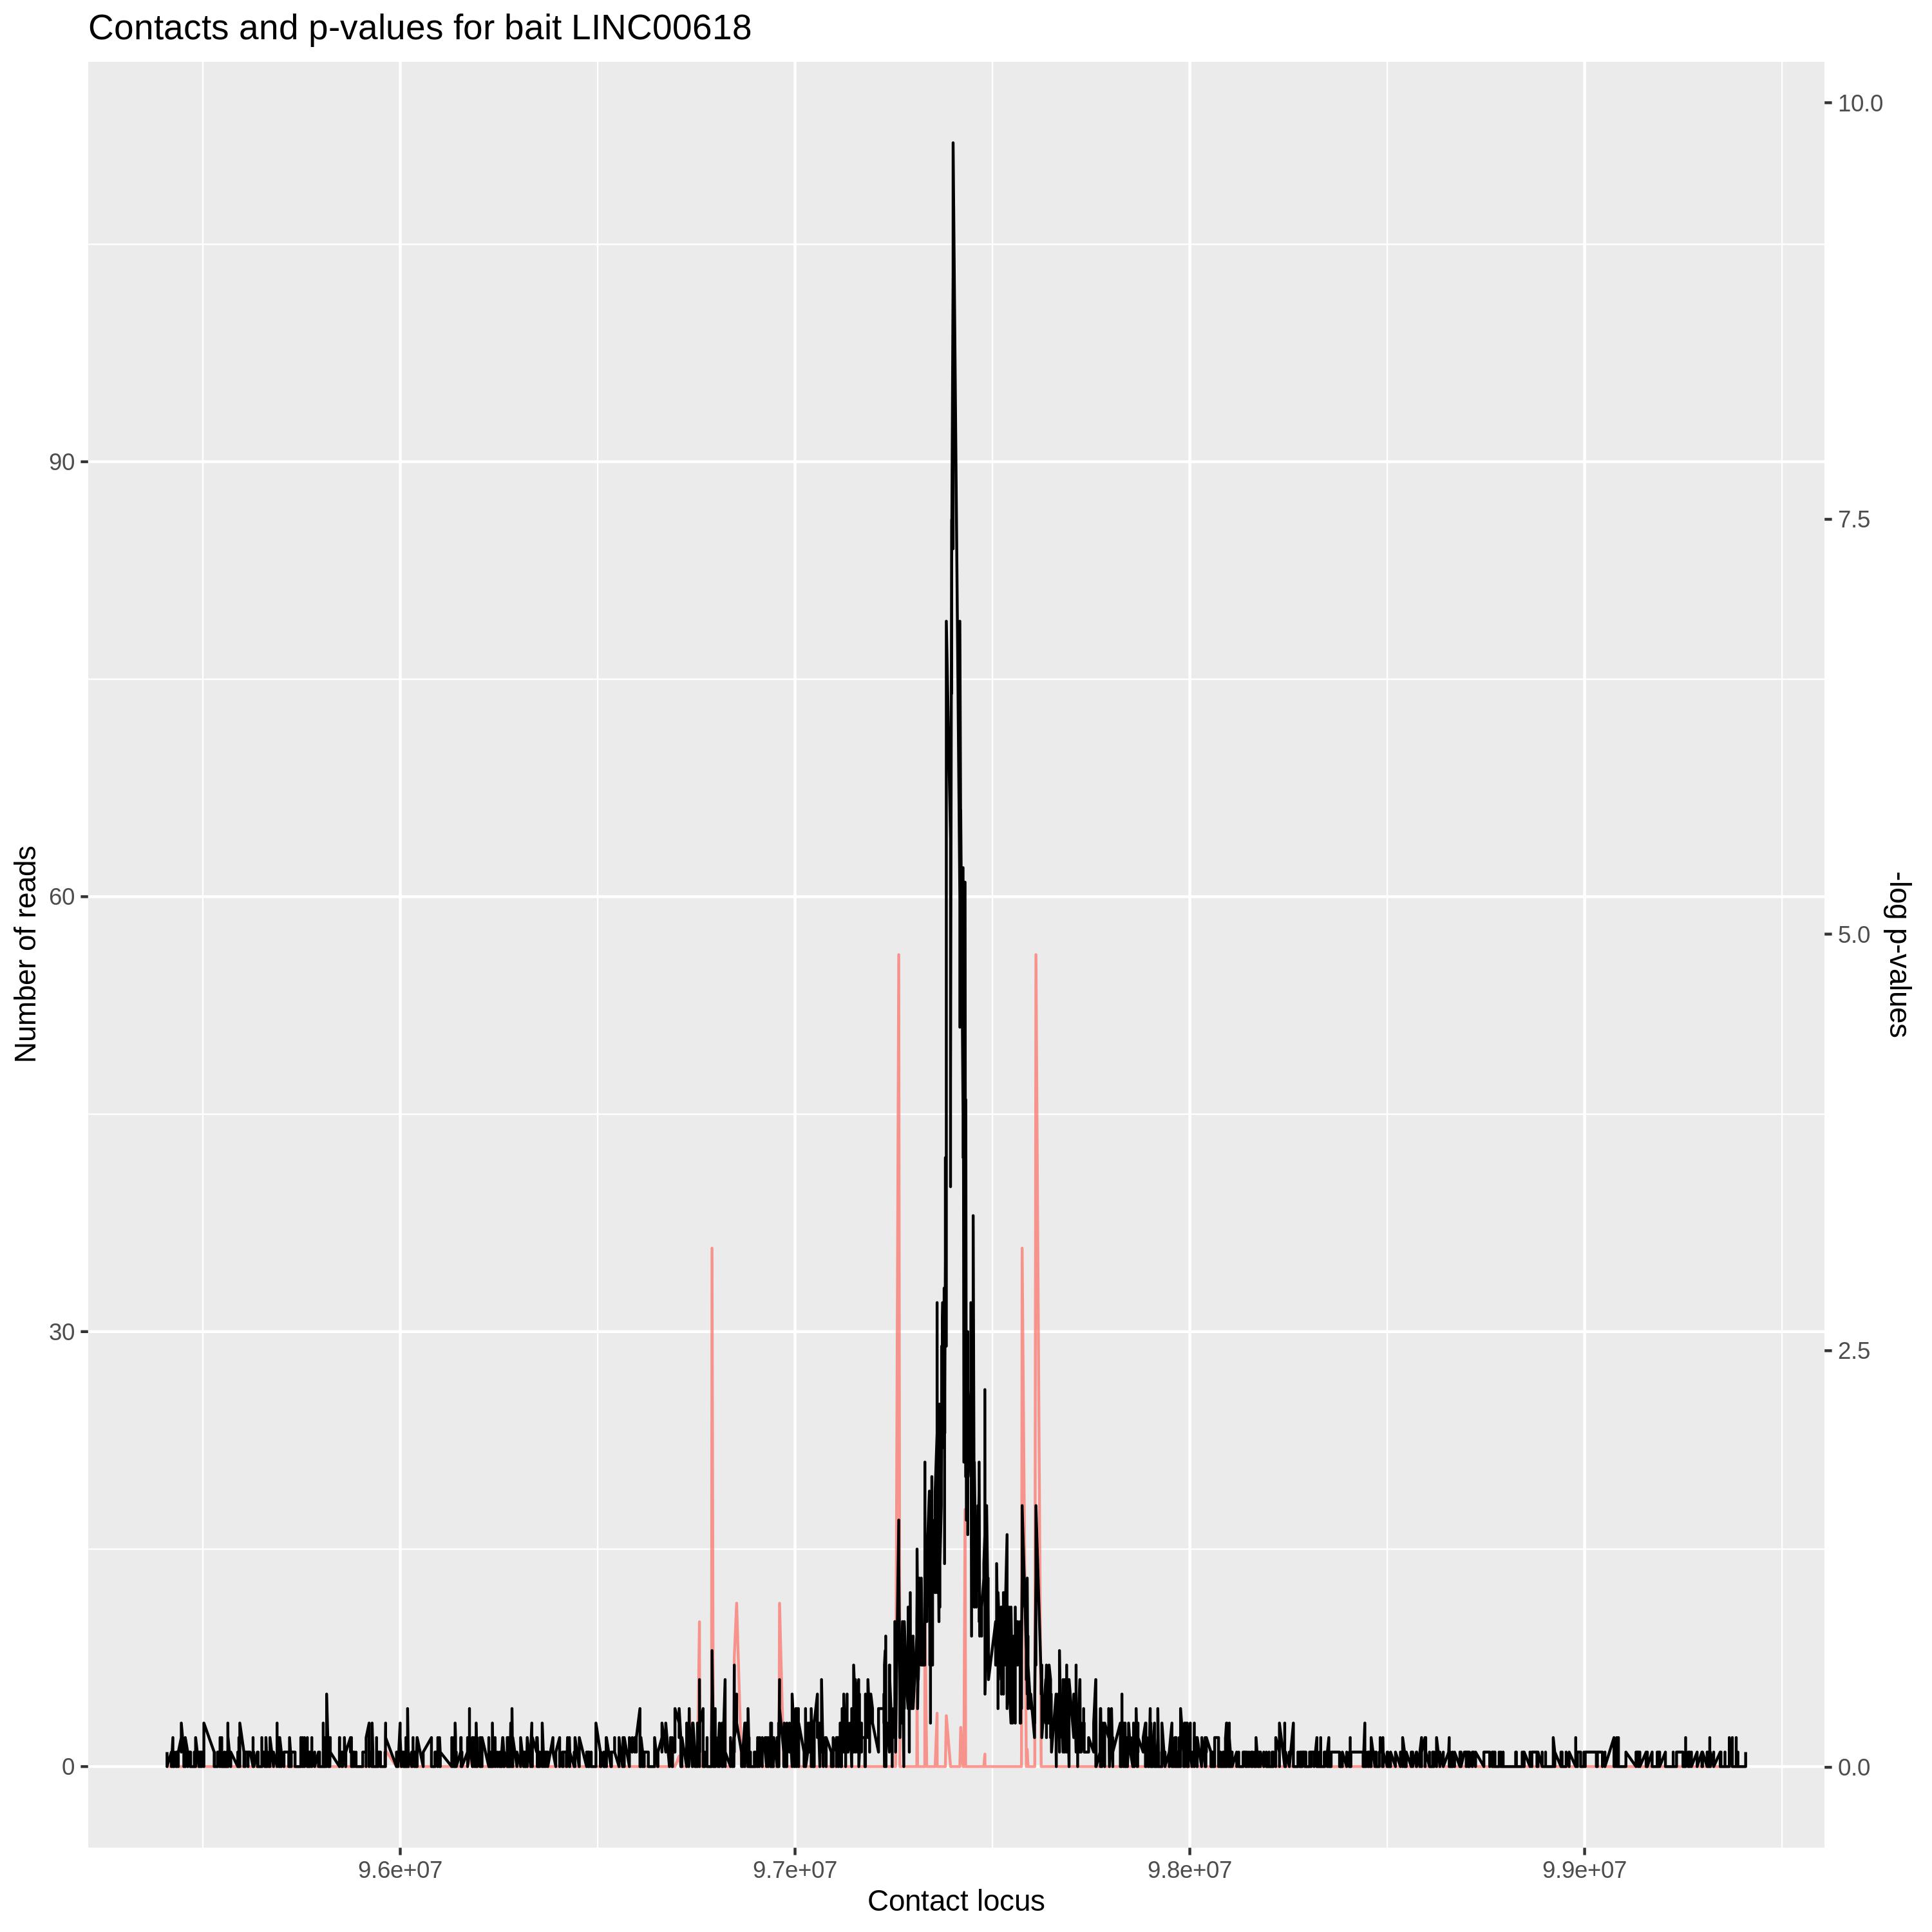 Contacts and p-values for bait LINC00618
10.0
90
7.5
Number of reads
60
5.0
-log p-values
30
2.5
0
0.0
9.6e+07
9.7e+07
9.8e+07
9.9e+07
Contact locus